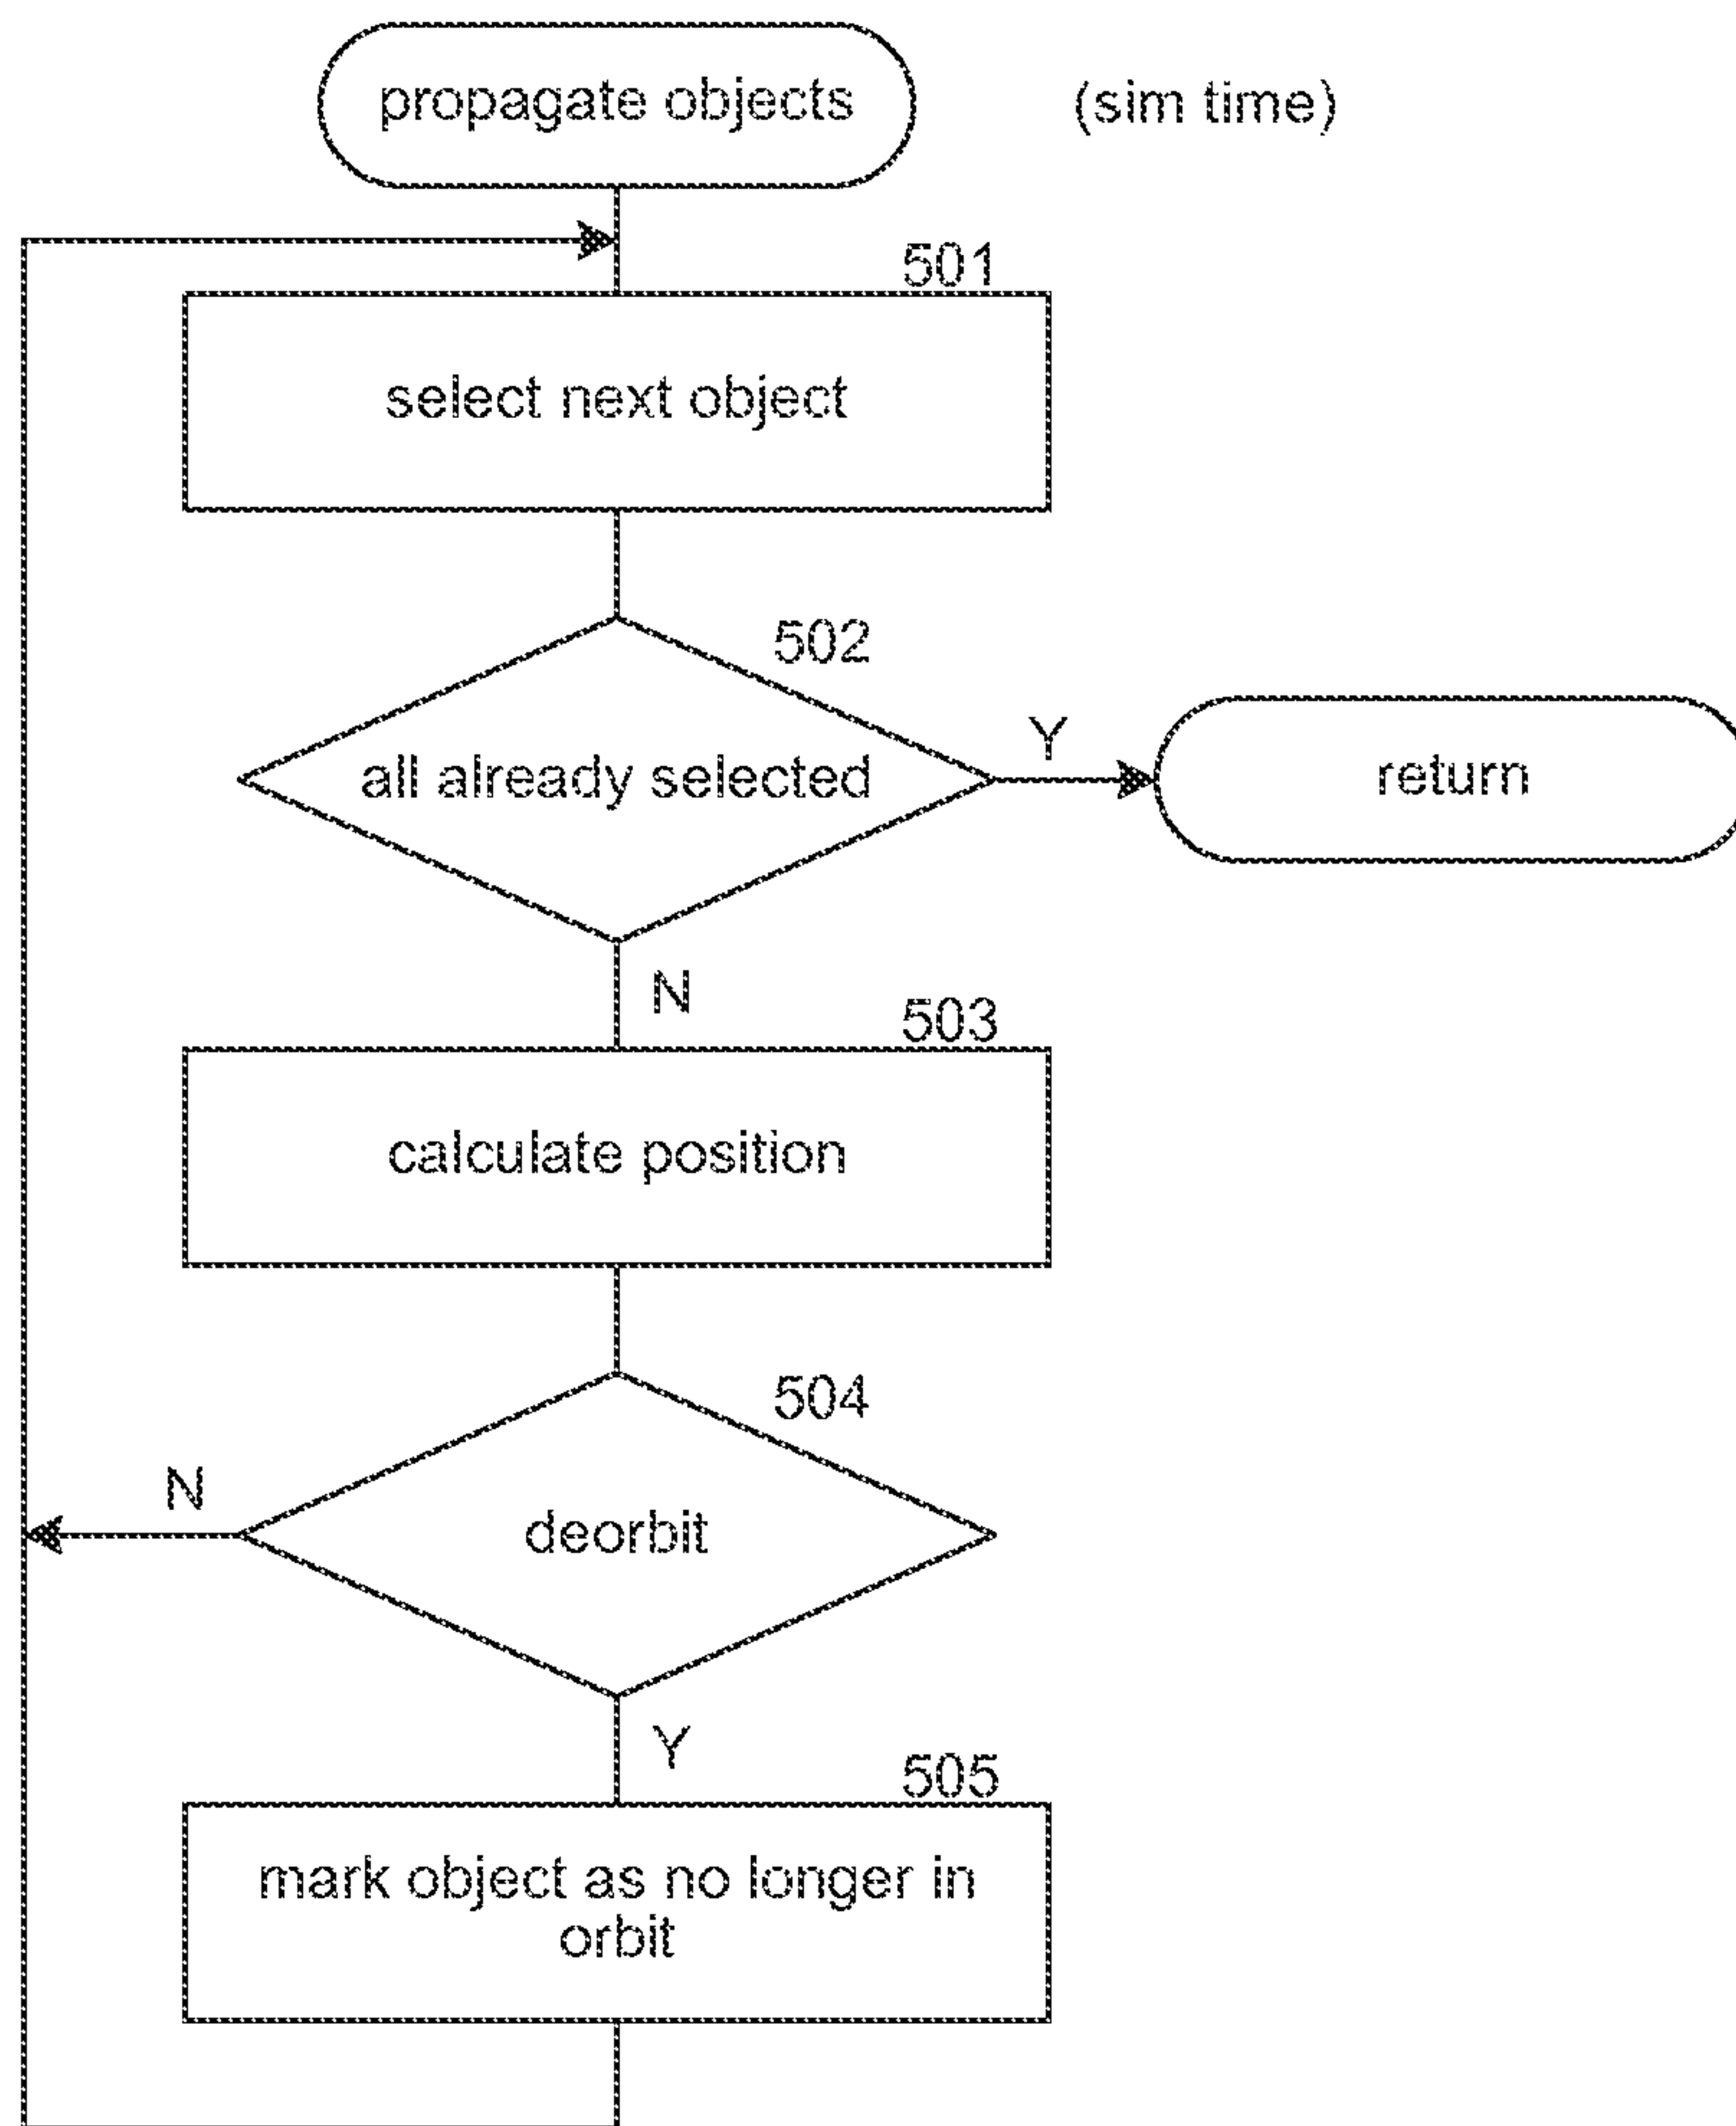 propagate objects
(sim time)
501
select next object
502
all already selected
Y
return
N
503
calculate position
504
deorbit
N
Y
505
mark object as no longer in
orbit